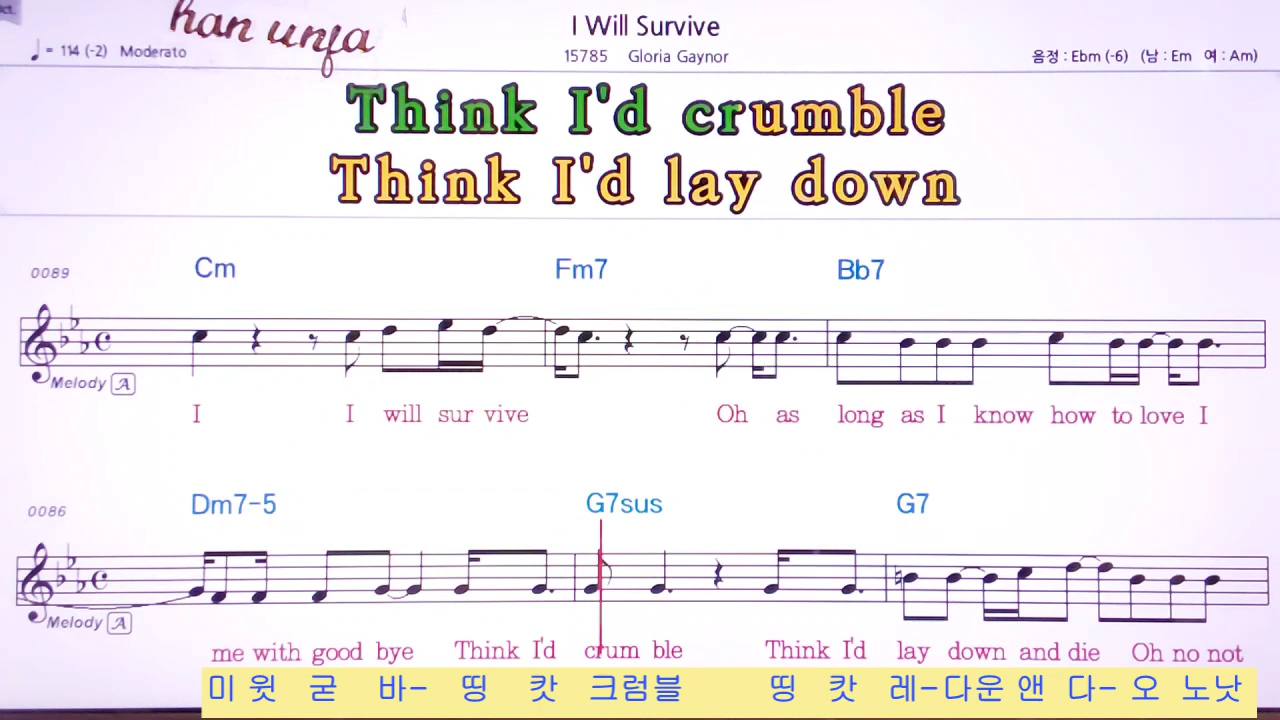 ct.
han unja
I Will Survive
= 114 (-2) Moderato
15785 Gloria Gaynor
음정 : Ebm (-6) (남 : Em 여 : Am)
Think I'd crumble
Think I'd lay down
0089
Cm Fm7 Bb7
Melody A
I I will sur vive Oh as long as I know how to love I
0086
Dm7-5 G7sus G7
Melody A
me with good bye Think I'd crum ble Think I'd lay down and die Oh no not
미 윗 굳 바- 띵 캇 크럼블 띵 캇 레-다운 앤 다- 오 노낫